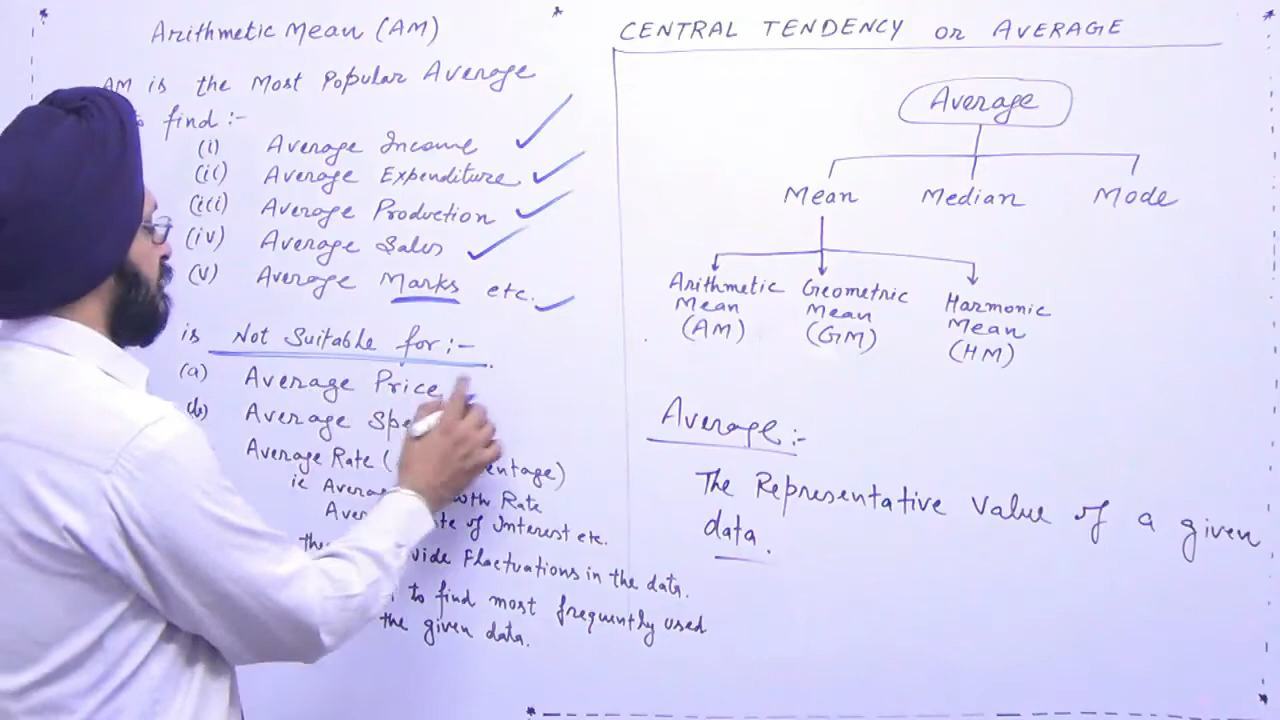 Arithmetic Mean (AM)
AM is the Most Popular Average
to find :-
(i) Average Income
(ii) Average Expenditure
(iii) Average Production
(iv) Average Sales
(v) Average Marks etc.
is Not Suitable for :-
(a) Average Price
(b) Average
Average Rate (
ie Rate
of Interest etc.
Fluctuations in the data.
to find most frequently used
the given data.
CENTRAL TENDENCY or AVERAGE
Average
Mean Median Mode
Arithmetic Mean (AM)
Geometric Mean (GM)
Harmonic Mean (HM)
Average :-
The Representative Value of a given
data.